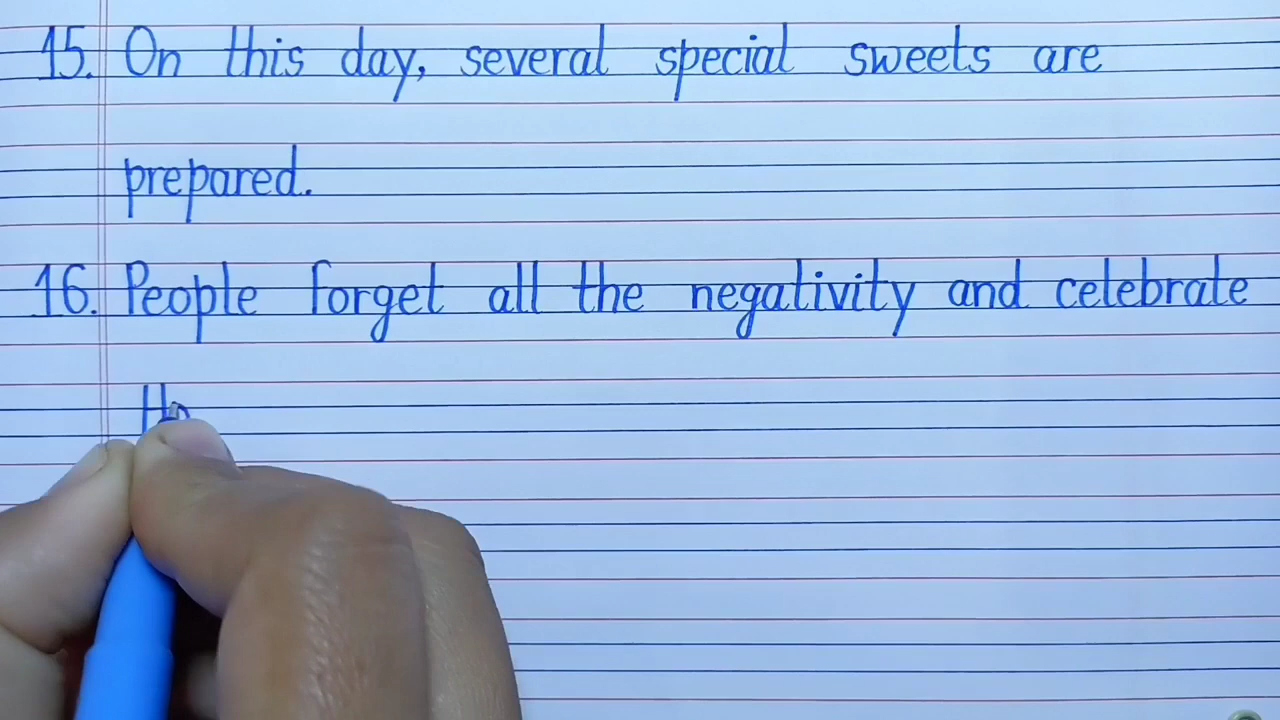 15. On this day, several special sweets are
prepared.
16. People forget all the negativity and celebrate